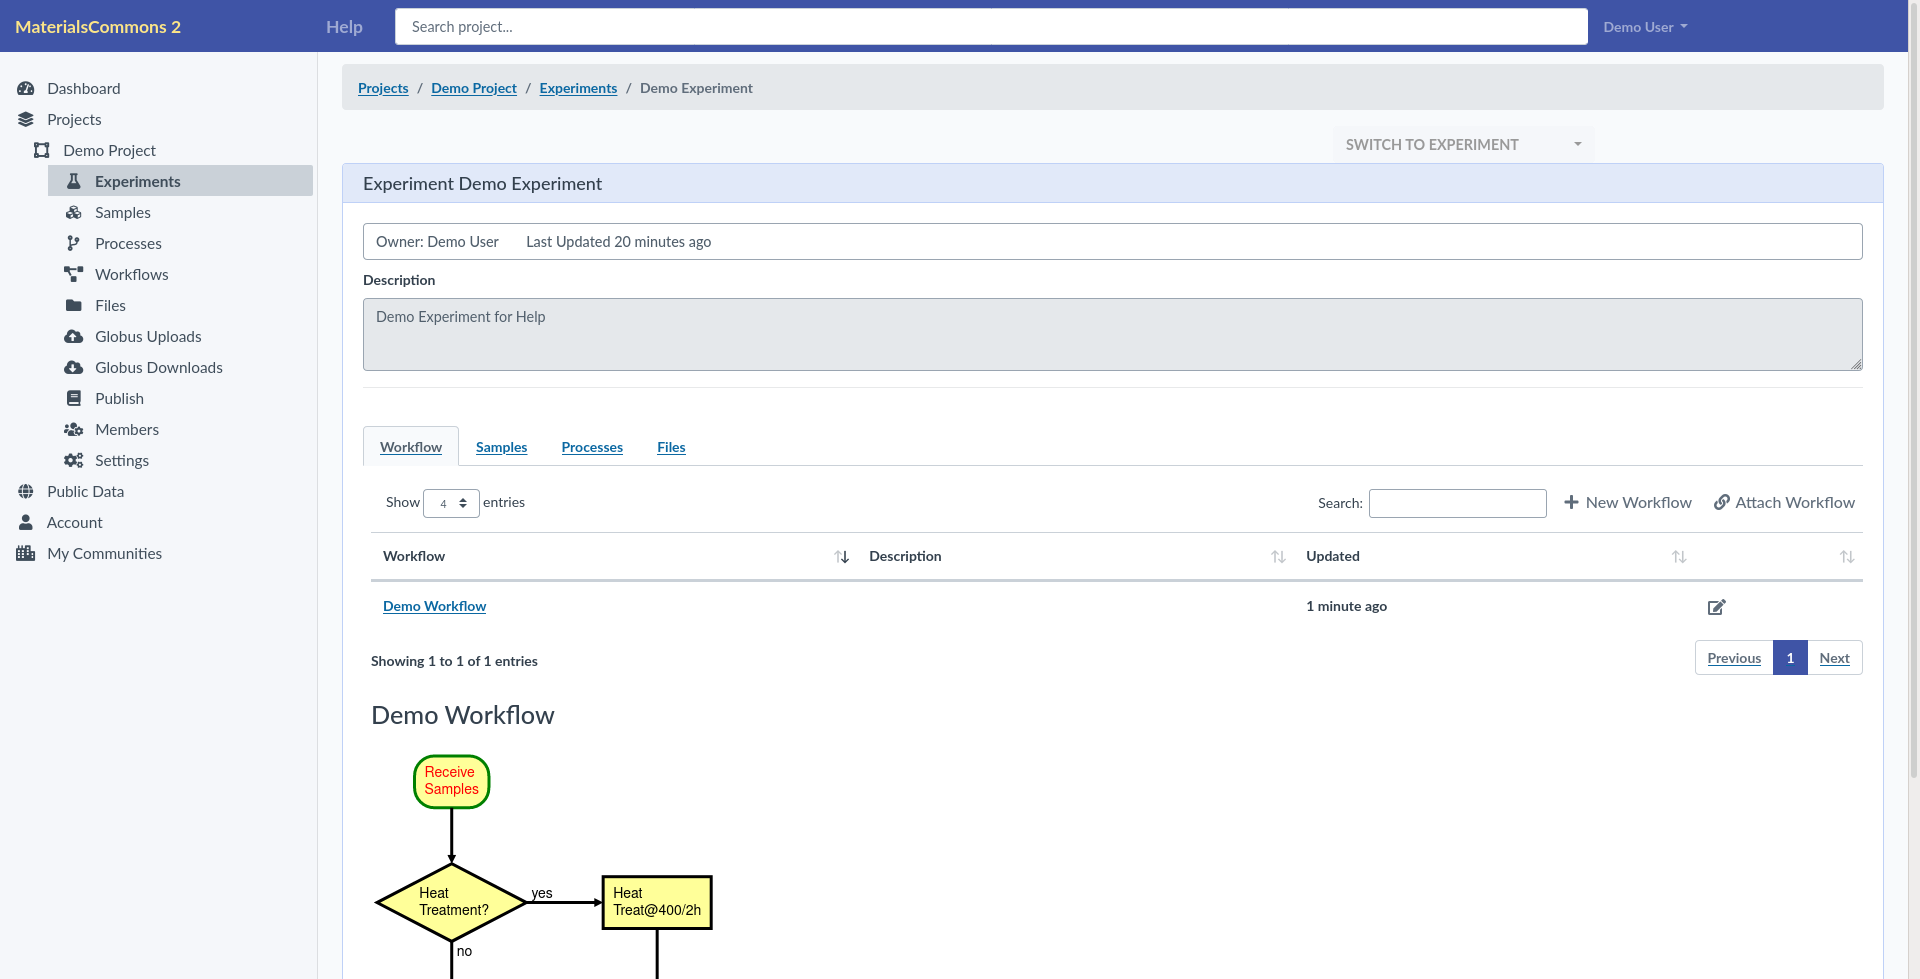 MaterialsCommons 2
Help
Search project...
Demo User
Dashboard
Projects
Demo Project
Experiments
Samples
Processes
Workflows
Files
Globus Uploads
Globus Downloads
Publish
Members
Settings
Public Data
Account
My Communities
Projects / Demo Project / Experiments / Demo Experiment
SWITCH TO EXPERIMENT
Experiment Demo Experiment
Owner: Demo User Last Updated 20 minutes ago
Description
Demo Experiment for Help
Workflow Samples Processes Files
Show 4 entries
Search: New Workflow Attach Workflow
Workflow Description Updated
Demo Workflow 1 minute ago
Showing 1 to 1 of 1 entries
Previous 1 Next
Demo Workflow
Receive
Samples
Heat
Treatment?
yes
Heat
Treat@400/2h
no